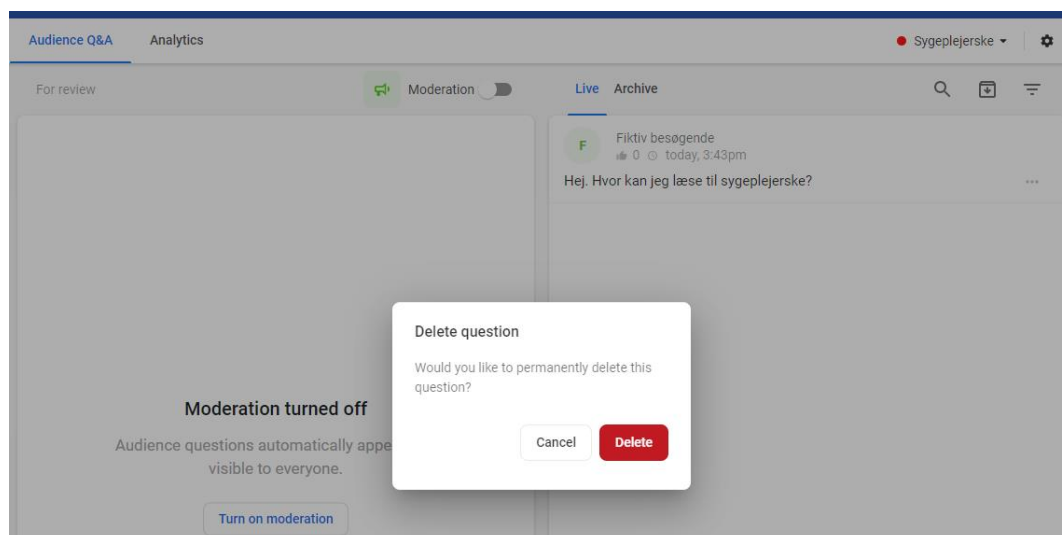 Audience Q&A Analytics Sygeplejerske
For review Moderation Live Archive
F Fiktiv besøgende
0 today, 3:43pm
Hej. Hvor kan jeg læse til sygeplejerske?
Delete question
Would you like to permanently delete this
question?
Cancel Delete
Moderation turned off
Audience questions automatically appe
visible to everyone.
Turn on moderation